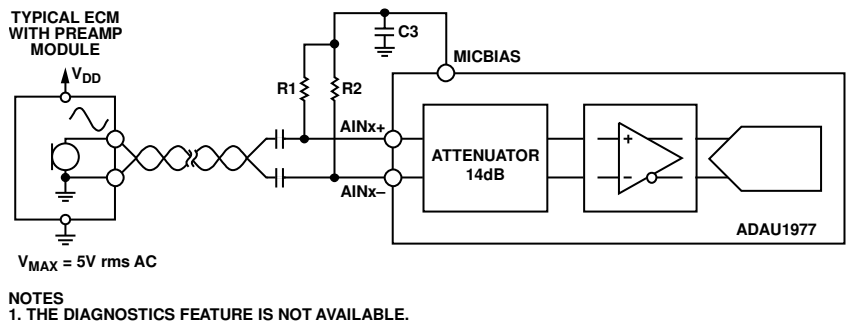 TYPICAL ECM
WITH PREAMP
MODULE
VDD
C3
MICBIAS
R1
R2
AINx+
AINx–
ATTENUATOR
14dB
+
–
ADAU1977
VMAX = 5V rms AC
NOTES
1. THE DIAGNOSTICS FEATURE IS NOT AVAILABLE.